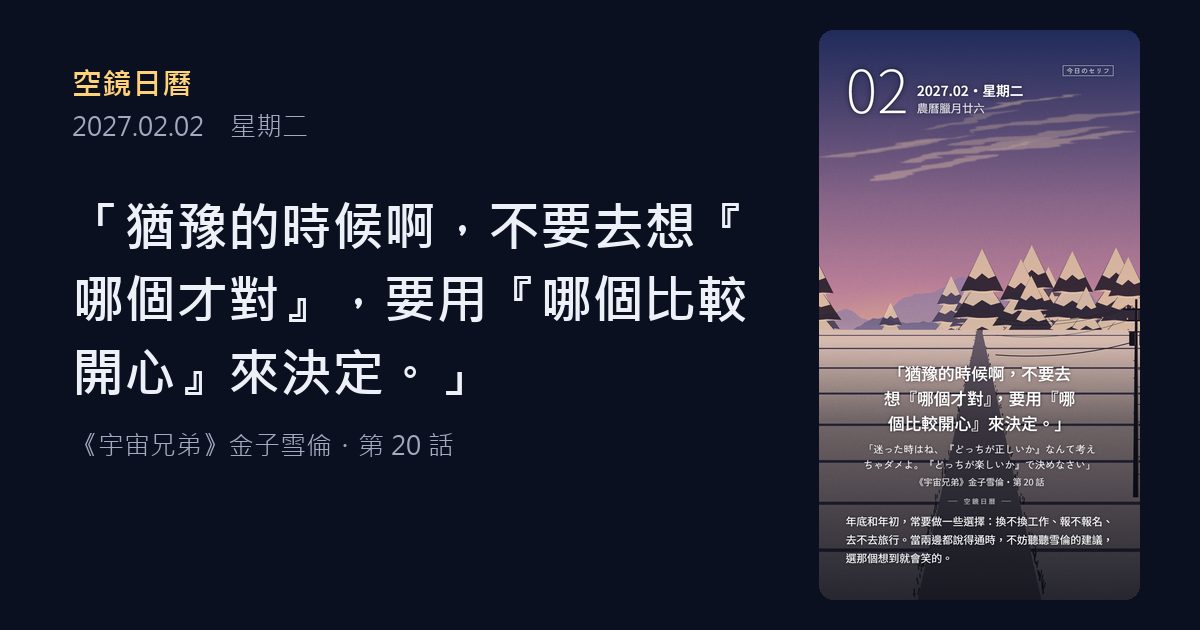 空鏡日曆
2027.02.02　星期二
「猶豫的時候啊，不要去想『
哪個才對』，要用『哪個比較
開心』來決定。」
《宇宙兄弟》金子雪倫・第 20 話
02
2027.02・星期二
農曆臘月廿六
今日のセリフ
「猶豫的時候啊，不要去
想『哪個才對』，要用『哪
個比較開心』來決定。」
「迷った時はね、『どっちが正しいか』なんて考え
ちゃダメよ。『どっちが楽しいか』で決めなさい」
《宇宙兄弟》金子雪倫・第 20 話
— 空鏡日曆 —
年底和年初，常要做一些選擇：換不換工作、報不報名、
去不去旅行。當兩邊都說得通時，不妨聽聽雪倫的建議，
選那個想到就會笑的。